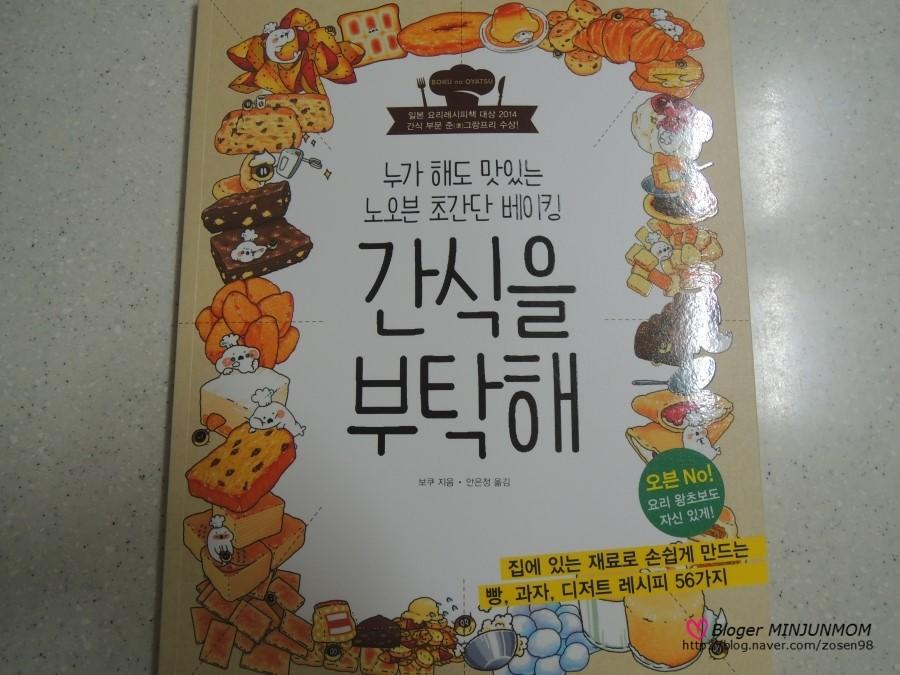 BOKU no OYATSU
일본 요리레시피책 대상 2014
간식 부문 준(準)그랑프리 수상!
누가 해도 맛있는
노오븐 초간단 베이킹
간식을
부탁해
보쿠 지음 • 안은정 옮김
오븐 No!
요리 왕초보도
자신 있게!
집에 있는 재료로 손쉽게 만드는
빵, 과자, 디저트 레시피 56가지
Bloger MINJUNMOM
http://blog.naver.com/zosen98